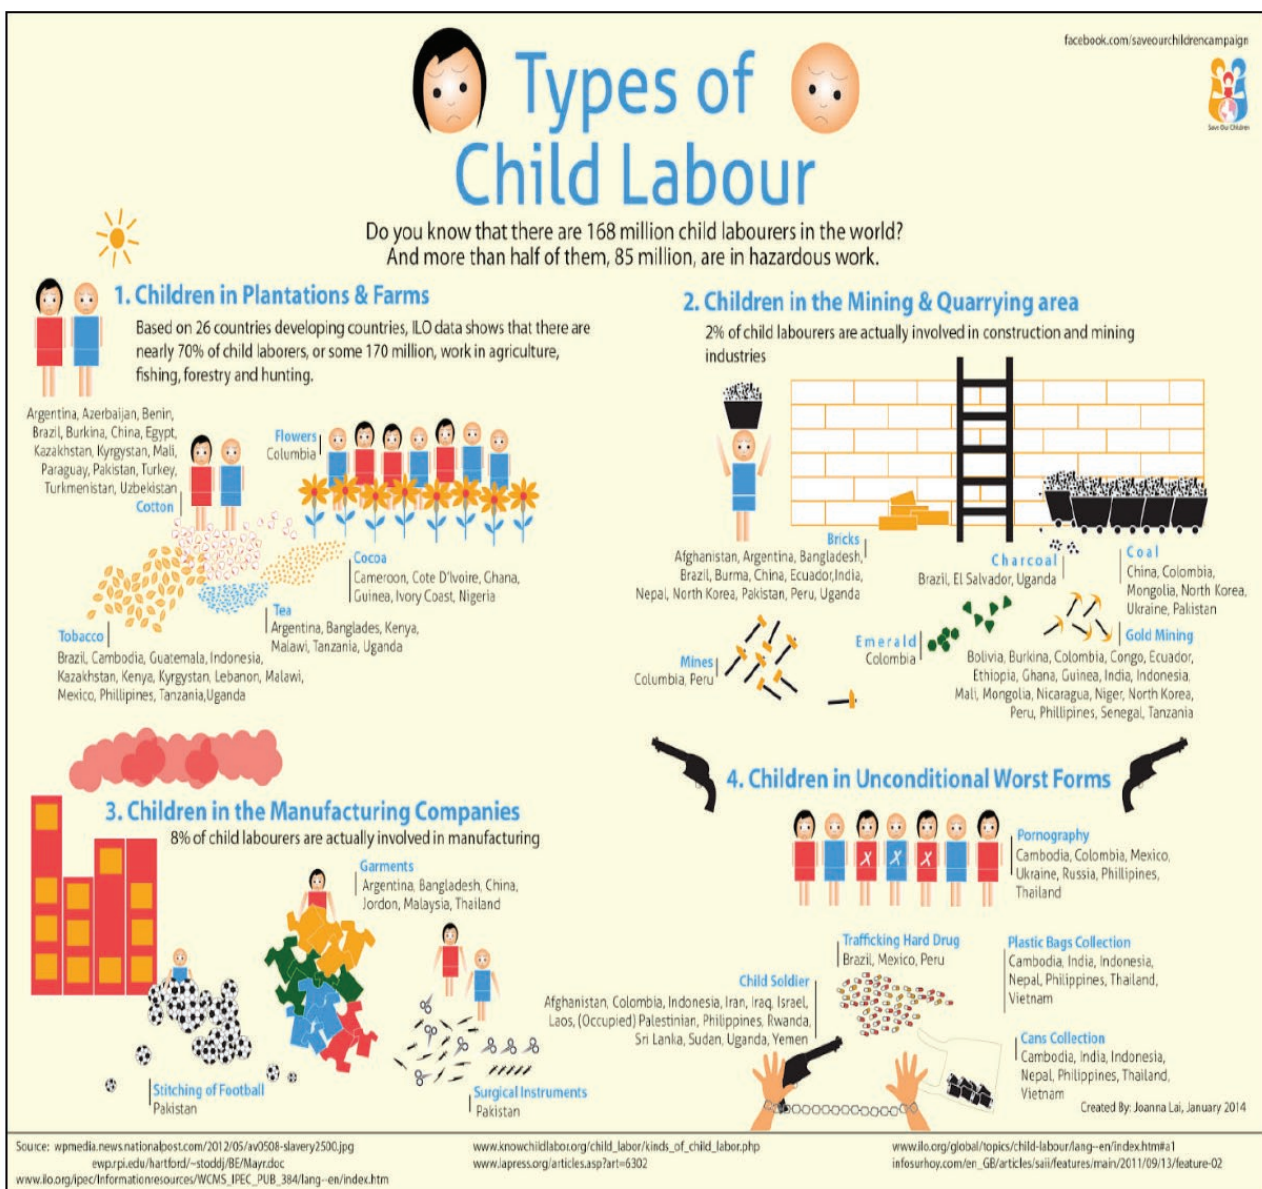 facebook.com/saveourchildrencampaign
Save Our Children
Types of
Child Labour
Do you know that there are 168 million child labourers in the world?
And more than half of them, 85 million, are in hazardous work.
1. Children in Plantations & Farms
Based on 26 countries developing countries, ILO data shows that there are
nearly 70% of child laborers, or some 170 million, work in agriculture,
fishing, forestry and hunting.
Argentina, Azerbaijan, Benin,
Brazil, Burkina, China, Egypt,
Kazakhstan, Kyrgystan, Mali,
Paraguay, Pakistan, Turkey,
Turkmenistan, Uzbekistan
Cotton
Flowers
Columbia
Cocoa
Cameroon, Cote D'Ivoire, Ghana,
Guinea, Ivory Coast, Nigeria
Tea
Argentina, Banglades, Kenya,
Malawi, Tanzania, Uganda
Tobacco
Brazil, Cambodia, Guatemala, Indonesia,
Kazakhstan, Kenya, Kyrgystan, Lebanon, Malawi,
Mexico, Phillipines, Tanzania,Uganda
2. Children in the Mining & Quarrying area
2% of child labourers are actually involved in construction and mining
industries
Bricks
Afghanistan, Argentina, Bangladesh,
Brazil, Burma, China, Ecuador,India,
Nepal, North Korea, Pakistan, Peru, Uganda
Charcoal
Brazil, El Salvador, Uganda
Coal
China, Colombia,
Mongolia, North Korea,
Ukraine, Pakistan
Mines
Columbia, Peru
Emerald
Colombia
Gold Mining
Bolivia, Burkina, Colombia, Congo, Ecuador,
Ethiopia, Ghana, Guinea, India, Indonesia,
Mali, Mongolia, Nicaragua, Niger, North Korea,
Peru, Phillipines, Senegal, Tanzania
3. Children in the Manufacturing Companies
8% of child labourers are actually involved in manufacturing
Garments
Argentina, Bangladesh, China,
Jordon, Malaysia, Thailand
Stitching of Football
Pakistan
Surgical Instruments
Pakistan
4. Children in Unconditional Worst Forms
X X X
Pornography
Cambodia, Colombia, Mexico,
Ukraine, Russia, Phillipines,
Thailand
Trafficking Hard Drug
Brazil, Mexico, Peru
Plastic Bags Collection
Cambodia, India, Indonesia,
Nepal, Philippines, Thailand,
Vietnam
Child Soldier
Afghanistan, Colombia, Indonesia, Iran, Iraq, Israel,
Laos, (Occupied) Palestinian, Philippines, Rwanda,
Sri Lanka, Sudan, Uganda, Yemen
Cans Collection
Cambodia, India, Indonesia,
Nepal, Philippines, Thailand,
Vietnam
Created By: Joanna Lai, January 2014
Source: wpmedia.news.nationalpost.com/2012/05/av0508-slavery2500.jpg
ewp.rpi.edu/hartford/~stoddj/BE/Mayr.doc
www.ilo.org/ipec/Informationresources/WCMS_IPEC_PUB_384/lang--en/index.htm
www.knowchildlabor.org/child_labor/kinds_of_child_labor.php
www.lapress.org/articles.asp?art=6302
www.ilo.org/global/topics/child-labour/lang--en/index.htm#a1
infosurhoy.com/en_GB/articles/saii/features/main/2011/09/13/feature-02